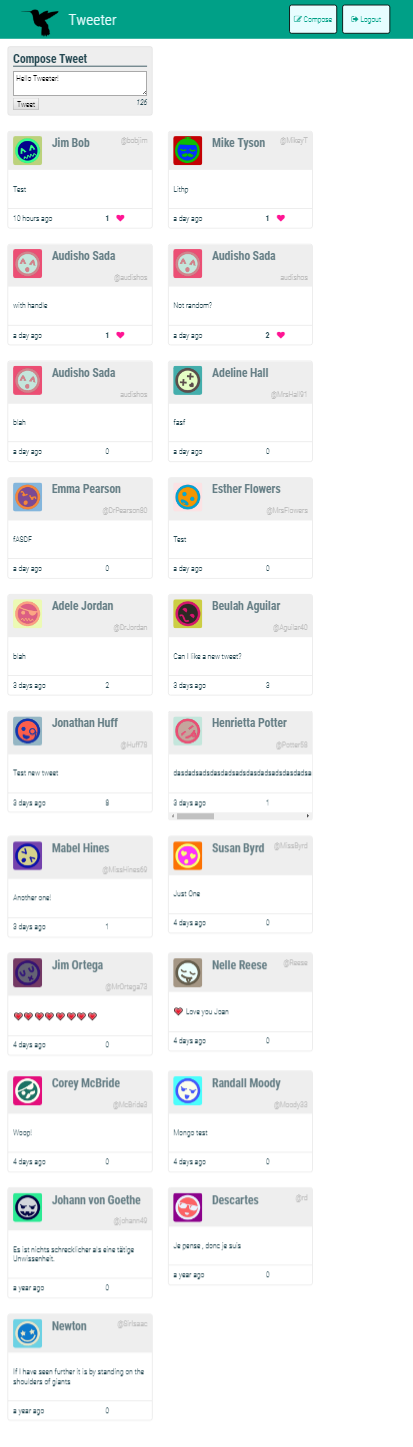 Tweeter
Compose
Logout
Compose Tweet
Hello Tweeter!
Tweet
126
Jim Bob
@bobjim
Test
10 hours ago
1
Mike Tyson
@MikeyT
Lithp
a day ago
1
Audisho Sada
@audishos
with handle
a day ago
1
Audisho Sada
audishos
Not random?
a day ago
2
Audisho Sada
audishos
blah
a day ago
0
Adeline Hall
@MrsHall91
fasf
a day ago
0
Emma Pearson
@DrPearson80
fASDF
a day ago
0
Esther Flowers
@MrsFlowers
Test
a day ago
0
Adele Jordan
@DrJordan
blah
3 days ago
2
Beulah Aguilar
@Aguilar40
Can I like a new tweet?
3 days ago
3
Jonathan Huff
@Huff76
Test new tweet
3 days ago
8
Henrietta Potter
@Potter58
3 days ago
1
Mabel Hines
@MissHines69
Another one!
3 days ago
1
Susan Byrd
@MissByrd
Just One
4 days ago
0
Jim Ortega
@MrOrtega73
4 days ago
0
Nelle Reese
@Reese
Love you Joan
4 days ago
0
Corey McBride
@McBride3
Woop!
4 days ago
0
Randall Moody
@Moody33
Mongo test
4 days ago
0
Johann von Goethe
@johann49
Es ist nichts schrecklicher als eine tätige
Unwissenheit.
a year ago
0
Descartes
@rd
Je pense , donc je suis
a year ago
0
Newton
@SirIsaac
If I have seen further it is by standing on the
shoulders of giants
a year ago
0